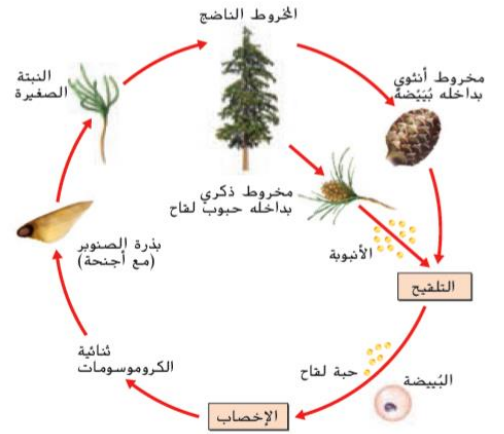 المخروط الناضج
مخروط أنثوي
بداخله بُيَيْضة
مخروط ذكري
بداخله حبوب لقاح
الأنبوبة
التلقيح
حبة لقاح
البُييضة
الإخصاب
ثنائية
الكروموسومات
بذرة الصنوبر
(مع أجنحة)
النبتة
الصغيرة